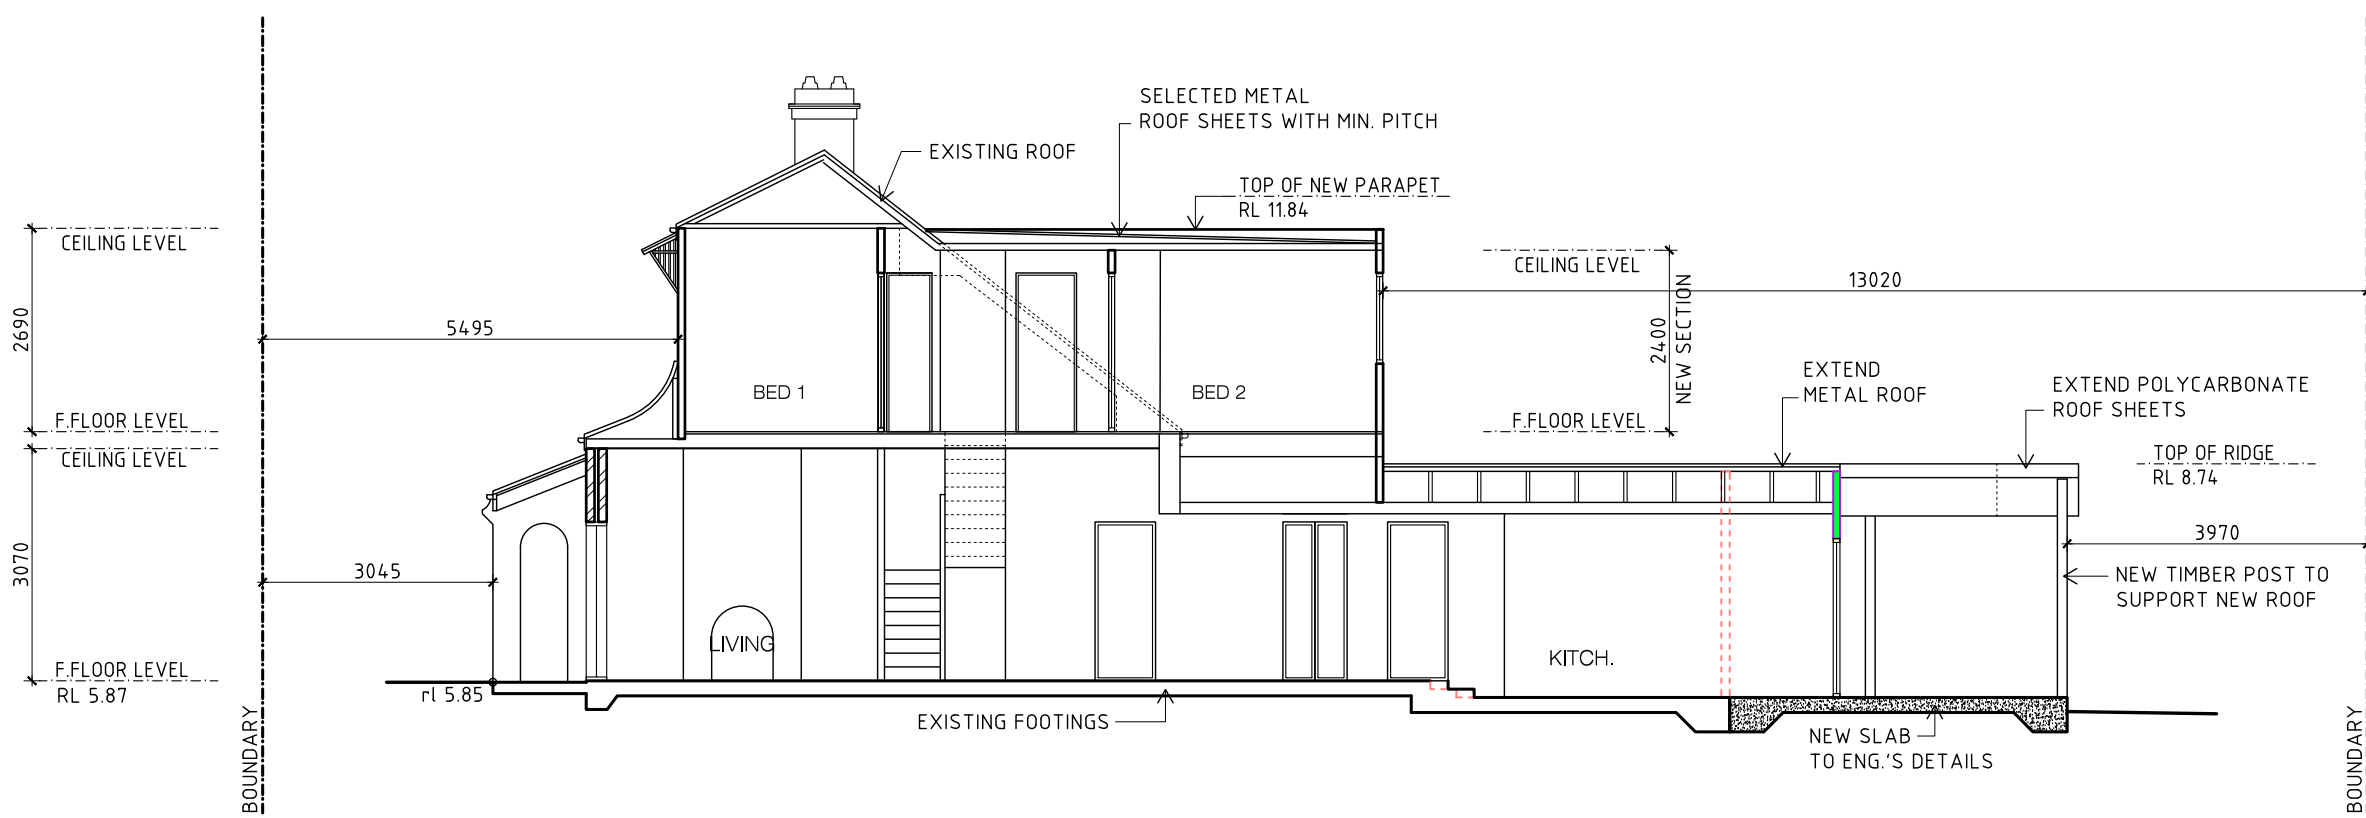 SELECTED METAL
ROOF SHEETS WITH MIN. PITCH
EXISTING ROOF
TOP OF NEW PARAPET
RL 11.84
CEILING LEVEL
CEILING LEVEL
13020
NEW SECTION
2400
2690
5495
EXTEND
METAL ROOF
EXTEND POLYCARBONATE
ROOF SHEETS
BED 1
BED 2
F.FLOOR LEVEL
F.FLOOR LEVEL
CEILING LEVEL
TOP OF RIDGE
RL 8.74
3970
3070
3045
NEW TIMBER POST TO
SUPPORT NEW ROOF
LIVING
KITCH.
F.FLOOR LEVEL
RL 5.87
rl 5.85
EXISTING FOOTINGS
NEW SLAB
TO ENG.'S DETAILS
BOUNDARY
BOUNDARY